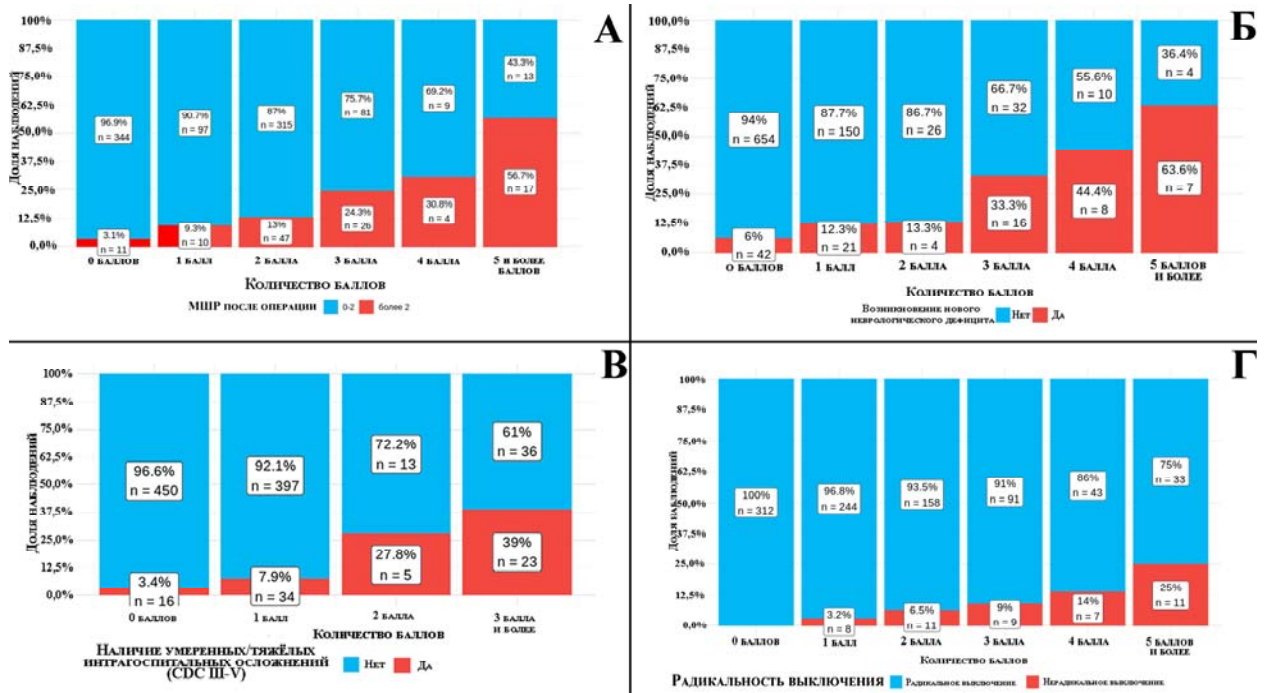 А
100%
87,5%
75,0%
62,5%
50,0%
37,5%
25,0%
12,5%
0,0%
Доля наблюдений
96.9%
n = 344
3.1%
n = 11
90.7%
n = 97
9.3%
n = 10
87%
n = 315
13%
n = 47
75.7%
n = 81
24.3%
n = 26
69.2%
n = 9
30.8%
n = 4
43.3%
n = 13
56.7%
n = 17
0 баллов
1 балл
2 балла
3 балла
4 балла
5 и более
баллов
Количество баллов
МШР после операции 0-2 более 2
Б
100%
87,5%
75,0%
62,5%
50,0%
37,5%
25,0%
12,5%
0,0%
Доля наблюдений
94%
n = 654
6%
n = 42
87.7%
n = 150
12.3%
n = 21
86.7%
n = 26
13.3%
n = 4
66.7%
n = 32
33.3%
n = 16
55.6%
n = 10
44.4%
n = 8
36.4%
n = 4
63.6%
n = 7
0 баллов
1 балл
2 балла
3 балла
4 балла
5 баллов
и более
Количество баллов
Возникновение нового
неврологического дефицита Нет Да
В
100%
87,5%
75,0%
62,5%
50,0%
37,5%
25,0%
12,5%
0,0%
Доля наблюдений
96.6%
n = 450
3.4%
n = 16
92.1%
n = 397
7.9%
n = 34
72.2%
n = 13
27.8%
n = 5
61%
n = 36
39%
n = 23
0 баллов
1 балл
2 балла
3 балла
и более
Количество баллов
Наличие умеренных/тяжёлых
интрагоспитальных осложнений
(CDC III-V)
Нет Да
Г
100%
87,5%
75,0%
62,5%
50,0%
37,5%
25,0%
12,5%
0,0%
Доля наблюдений
100%
n = 312
96.8%
n = 244
3.2%
n = 8
93.5%
n = 158
6.5%
n = 11
91%
n = 91
9%
n = 9
86%
n = 43
14%
n = 7
75%
n = 33
25%
n = 11
0 баллов
1 балл
2 балла
3 балла
4 балла
5 баллов
и более
Количество баллов
Радикальность выключения Радикальное выключение Нерадикальное выключение